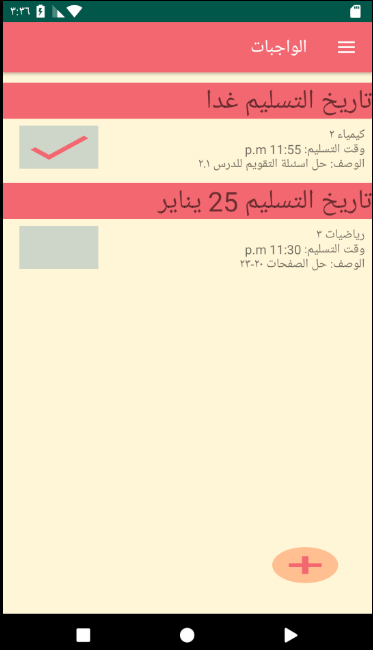 ٣:٣٦
الواجبات
تاريخ التسليم غدا
كيمياء ٢
وقت التسليم: 11:55 p.m
الوصف: حل اسئلة التقويم للدرس ٢.١
تاريخ التسليم 25 يناير
رياضيات ٣
وقت التسليم: 11:30 p.m
الوصف: حل الصفحات ٢٠-٢٣